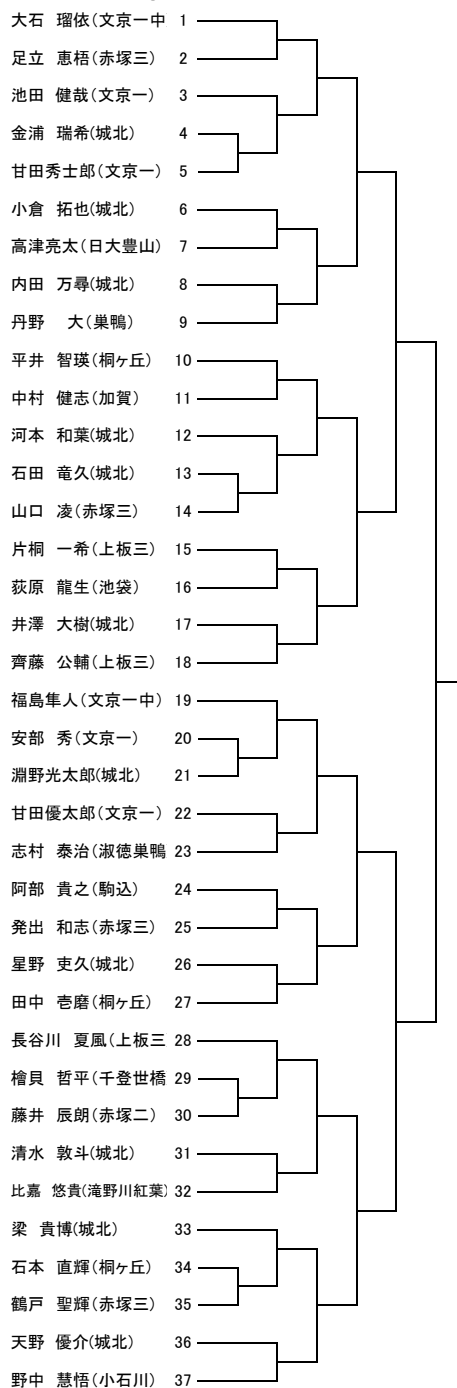 大石 瑠依(文京一中 1
足立 恵梧(赤塚三) 2
池田 健哉(文京一) 3
金浦 瑞希(城北) 4
甘田秀士郎(文京一) 5
小倉 拓也(城北) 6
高津亮太(日大豊山) 7
内田 万尋(城北) 8
丹野 大(巣鴨) 9
平井 智瑛(桐ヶ丘) 10
中村 健志(加賀) 11
河本 和葉(城北) 12
石田 竜久(城北) 13
山口 凌(赤塚三) 14
片桐 一希(上板三) 15
荻原 龍生(池袋) 16
井澤 大樹(城北) 17
齊藤 公輔(上板三) 18
福島隼人(文京一中) 19
安部 秀(文京一) 20
淵野光太郎(城北) 21
甘田優太郎(文京一) 22
志村 泰治(淑徳巣鴨 23
阿部 貴之(駒込) 24
発出 和志(赤塚三) 25
星野 吏久(城北) 26
田中 壱磨(桐ヶ丘) 27
長谷川 夏風(上板三 28
檜貝 哲平(千登世橋 29
藤井 辰朗(赤塚二) 30
清水 敦斗(城北) 31
比嘉 悠貴(滝野川紅葉) 32
梁 貴博(城北) 33
石本 直輝(桐ヶ丘) 34
鶴戸 聖輝(赤塚三) 35
天野 優介(城北) 36
野中 慧悟(小石川) 37